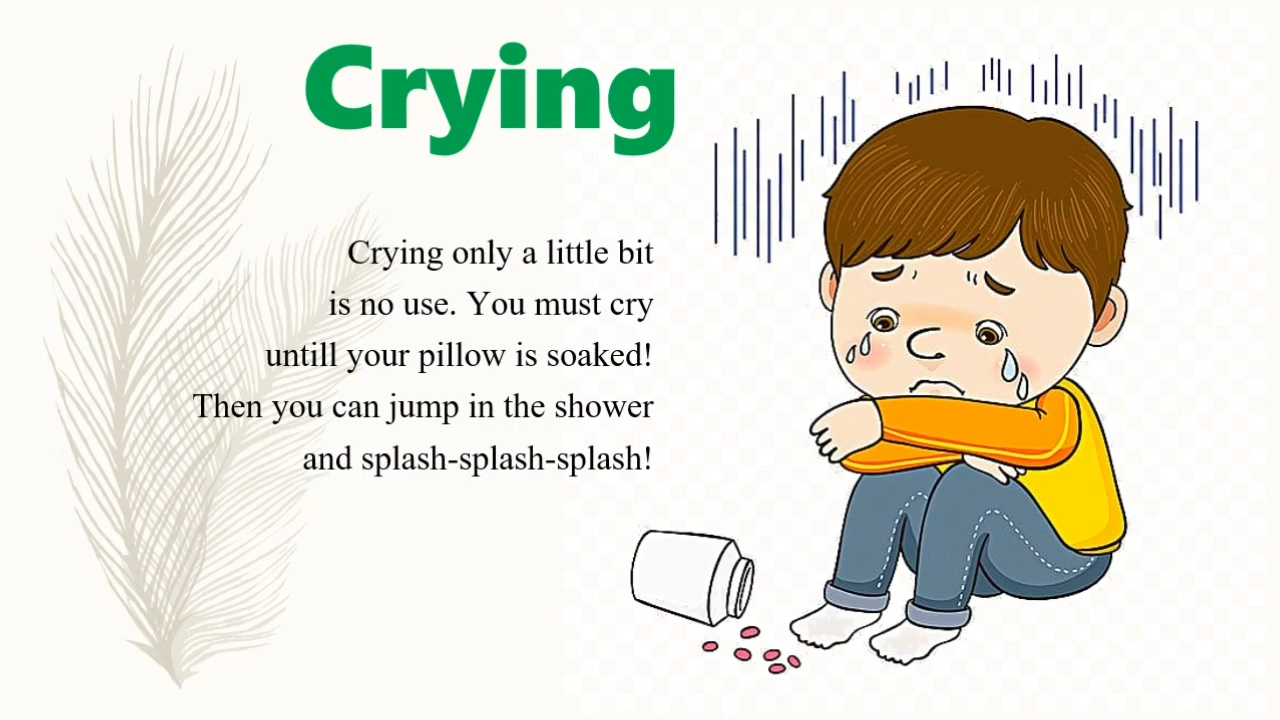 Crying
Crying only a little bit
is no use. You must cry
untill your pillow is soaked!
Then you can jump in the shower
and splash-splash-splash!